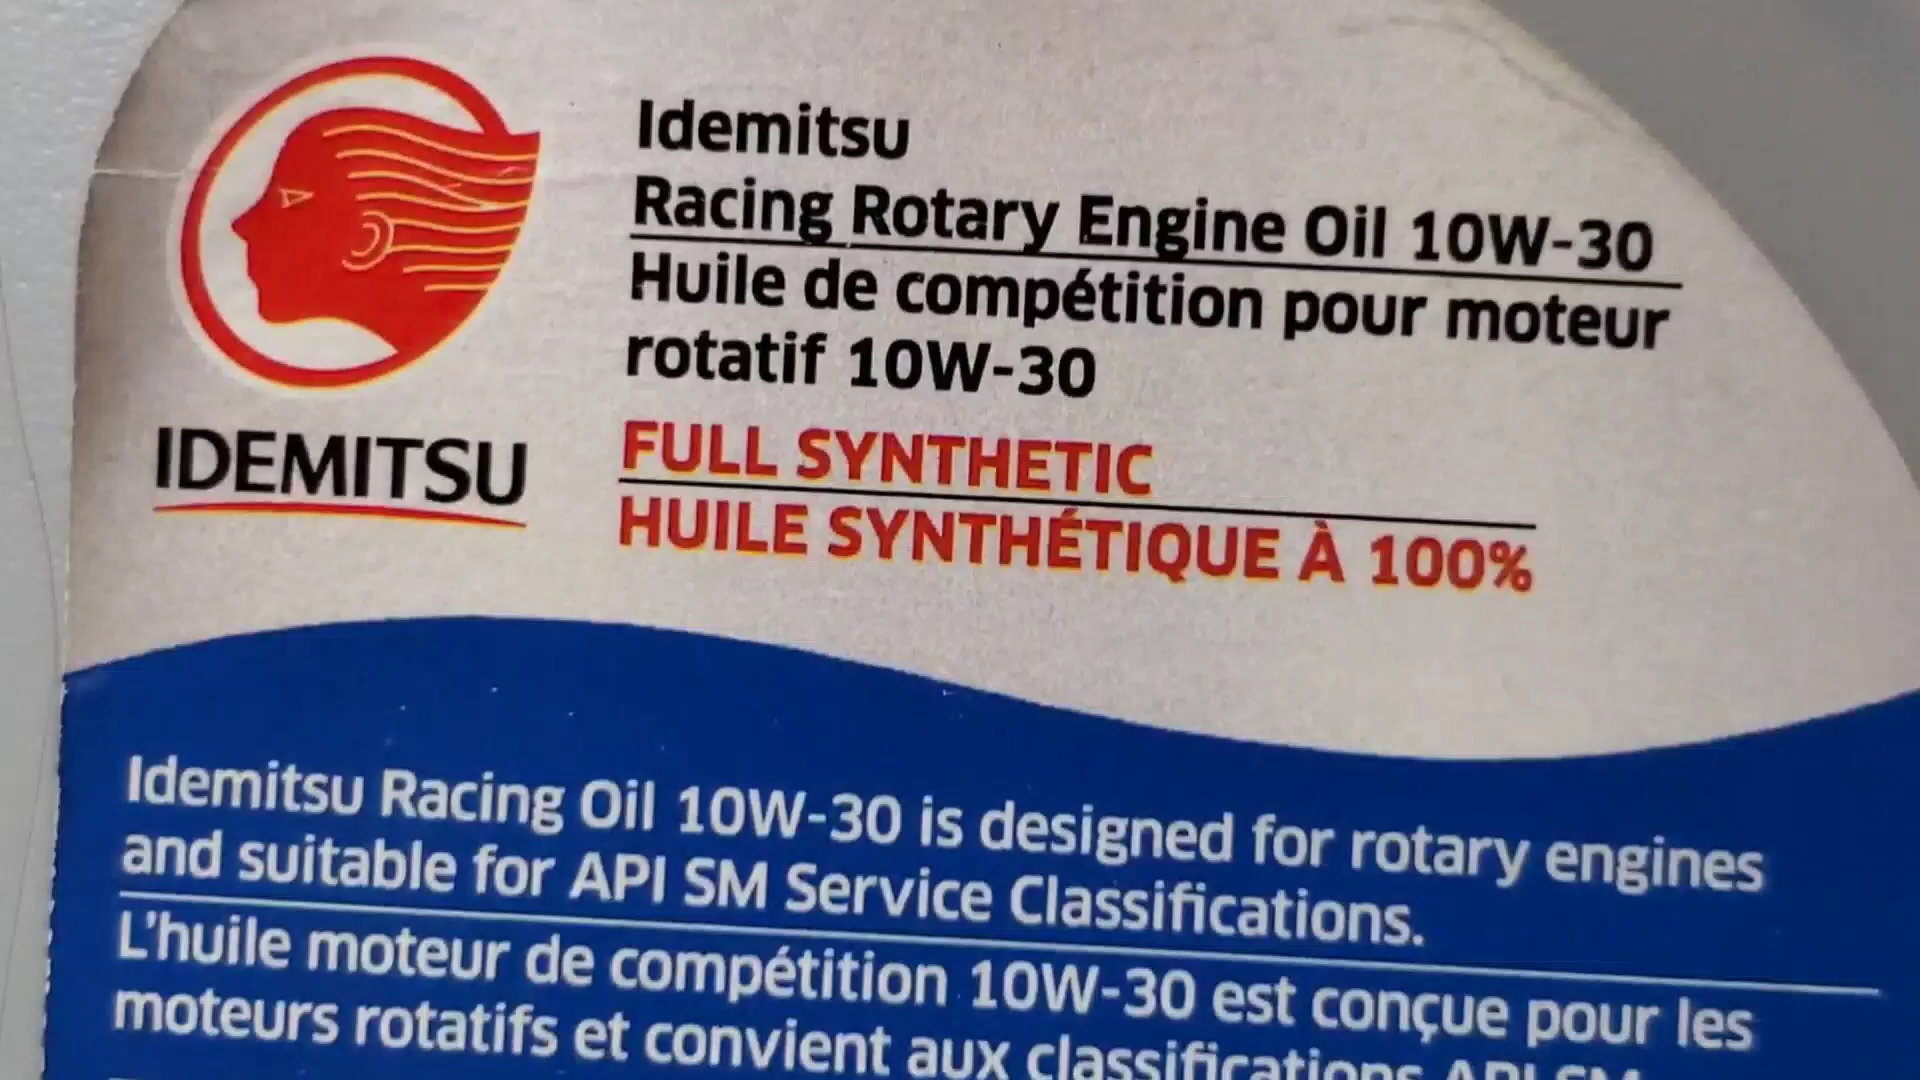 IDEMITSU
Idemitsu
Racing Rotary Engine Oil 10W-30
Huile de compétition pour moteur
rotatif 10W-30
FULL SYNTHETIC
HUILE SYNTHÉTIQUE À 100%
Idemitsu Racing Oil 10W-30 is designed for rotary engines
and suitable for API SM Service Classifications.
L'huile moteur de compétition 10W-30 est conçue pour les
moteurs rotatifs et convient aux classifications API SM